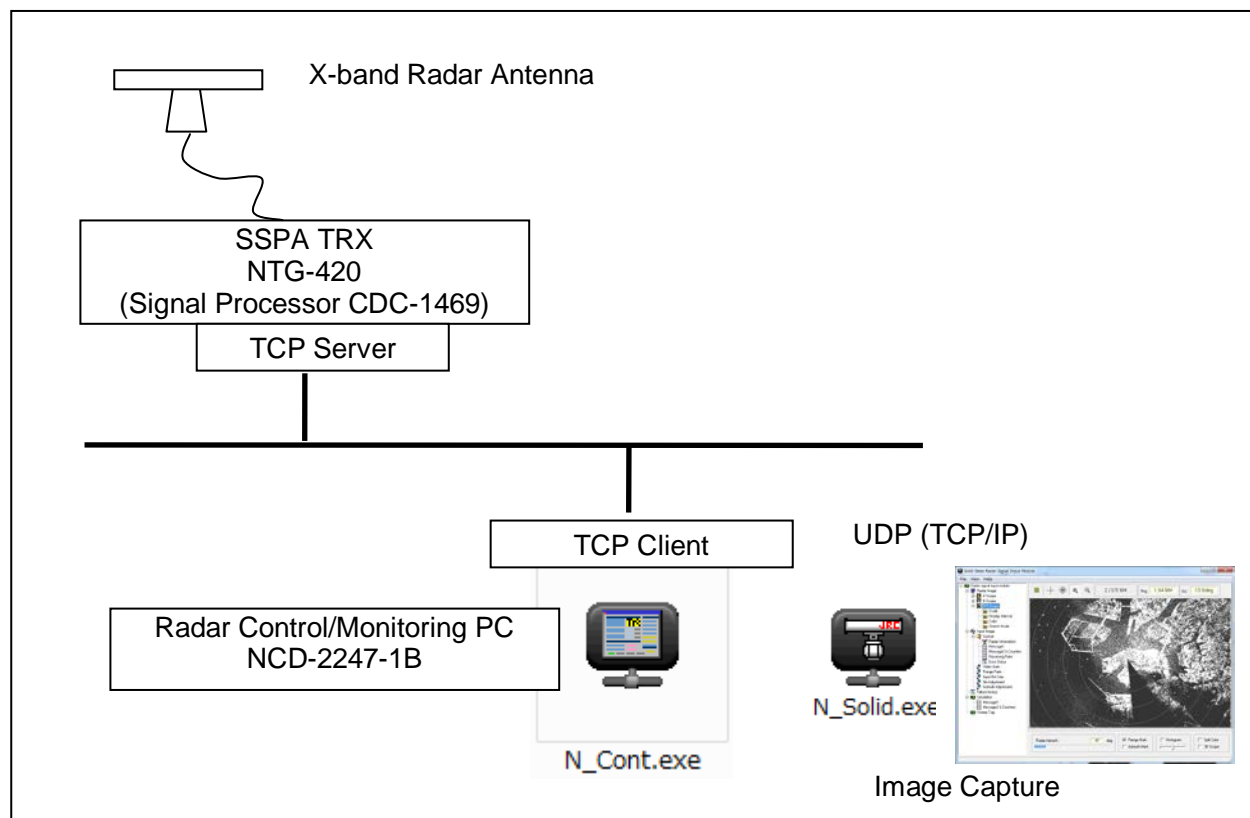 X-band Radar Antenna
SSPA TRX
NTG-420
(Signal Processor CDC-1469)
TCP Server
TCP Client
UDP (TCP/IP)
Radar Control/Monitoring PC
NCD-2247-1B
JRC
N_Solid.exe
N_Cont.exe
Image Capture